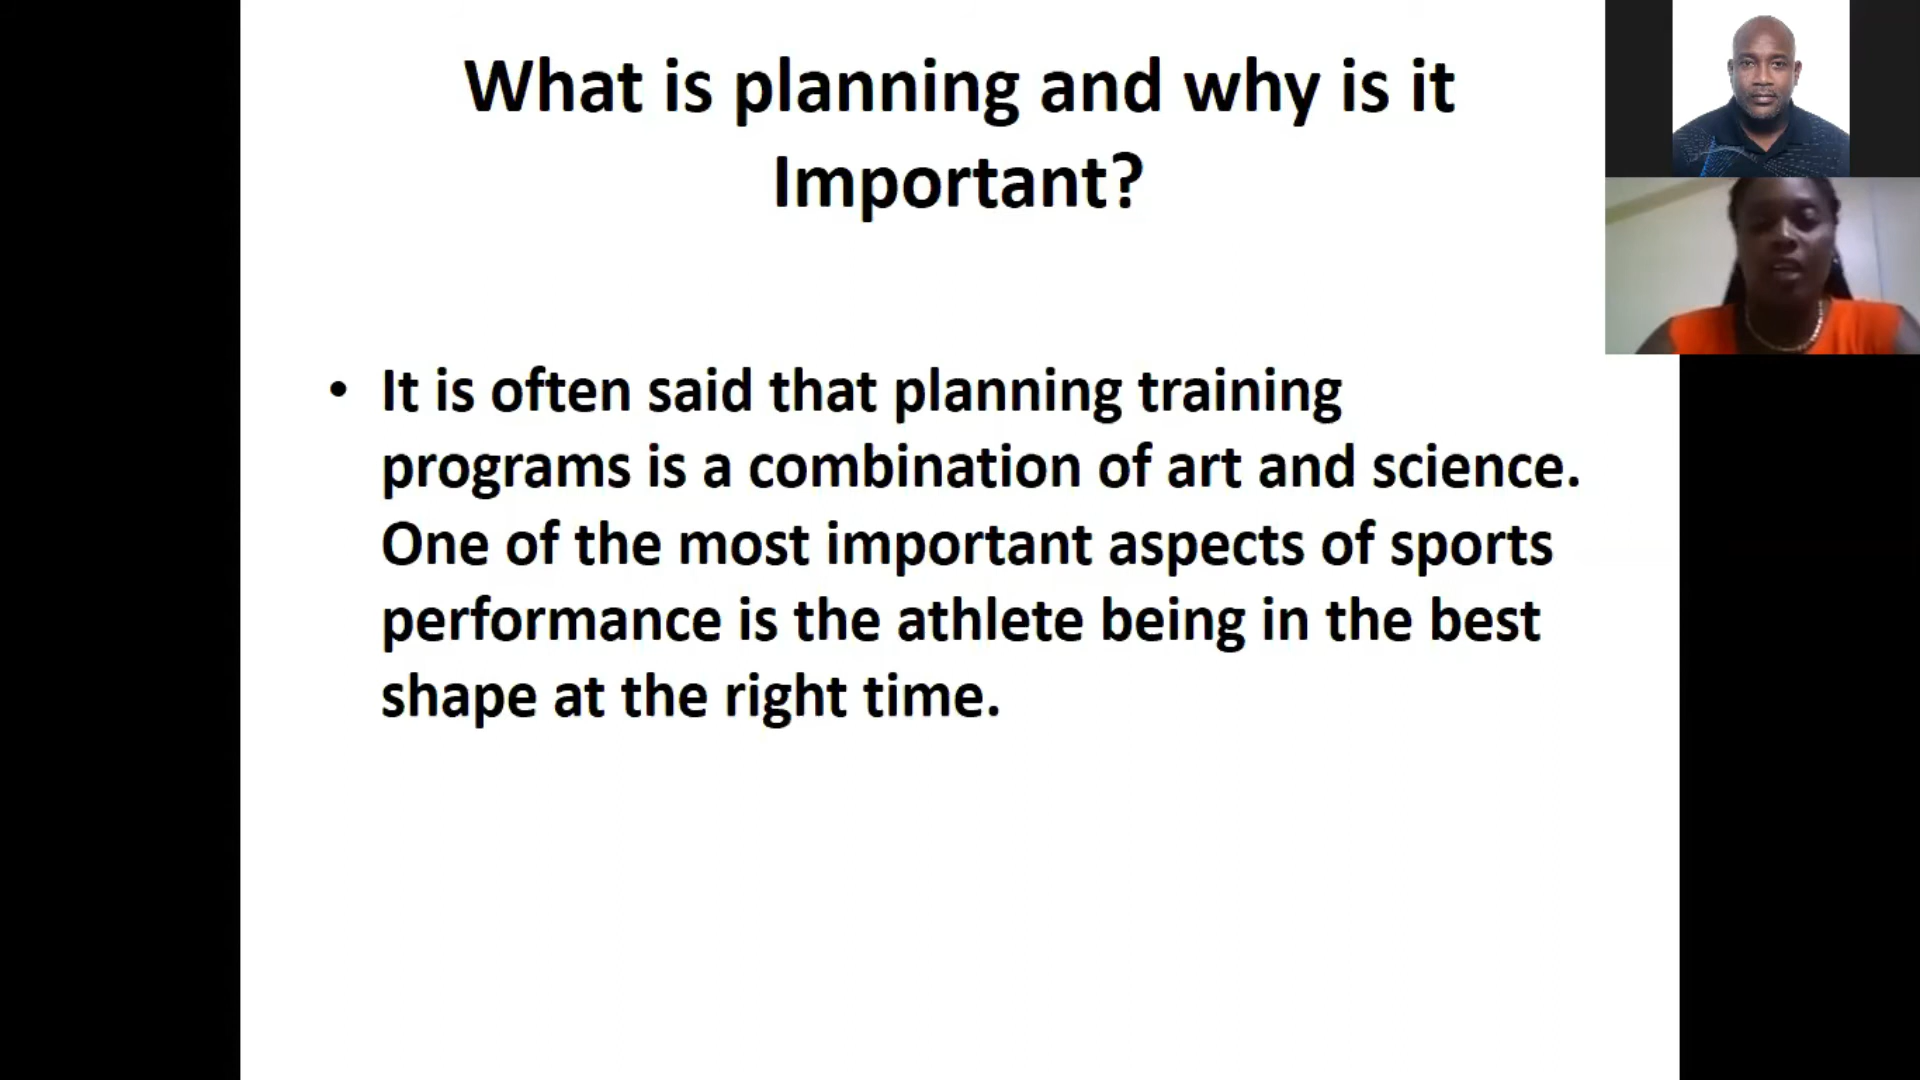 What is planning and why is it
Important?
• It is often said that planning training
programs is a combination of art and science.
One of the most important aspects of sports
performance is the athlete being in the best
shape at the right time.